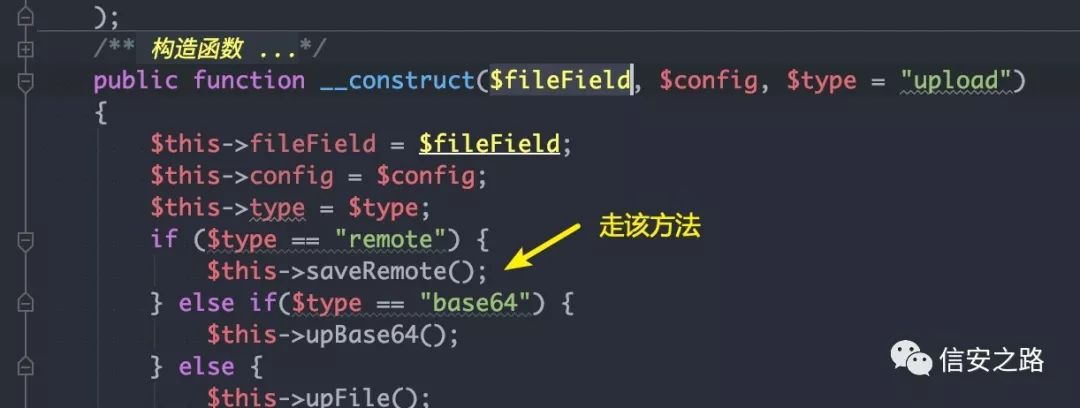 );
/** 构造函数 ...*/
public function __construct($fileField, $config, $type = "upload")
{
$this->fileField = $fileField;
$this->config = $config;
$this->type = $type;
if ($type == "remote") {
走该方法
$this->saveRemote();
} else if($type == "base64") {
$this->upBase64();
} else {
$this->upFile();
信安之路